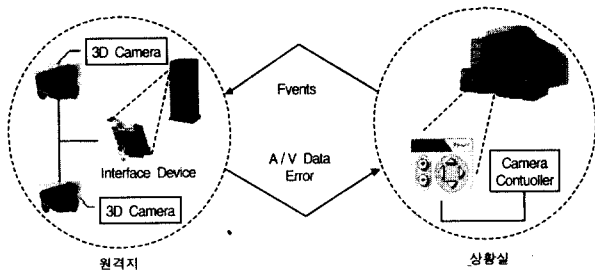 3D Camera
Interface Device
3D Camera
원격지
Fvents
A / V Data
Error
Camera
Contuoller
상황실